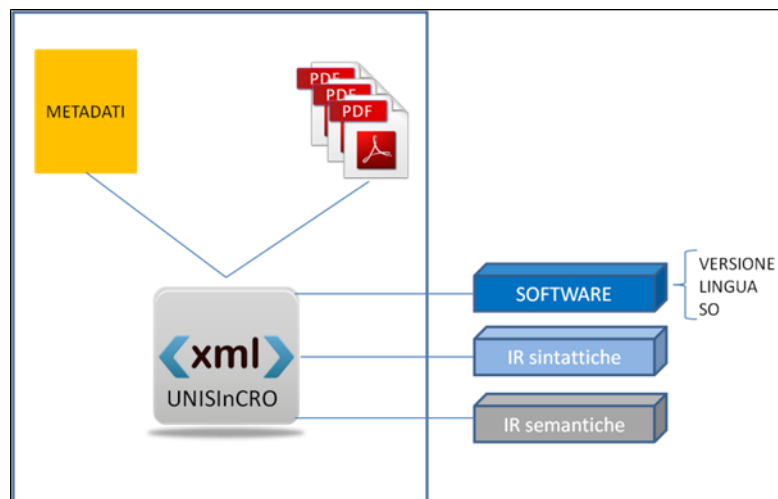 METADATI
PDF
PDF
PDF
SOFTWARE
VERSIONE
LINGUA
SO
<xml>
UNISInCRO
IR sintattiche
IR semantiche